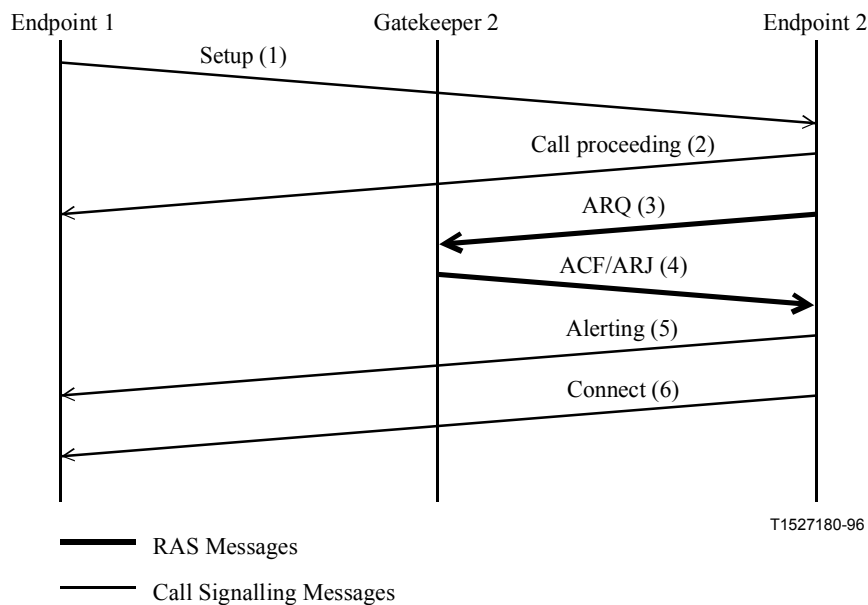 Endpoint 1
Gatekeeper 2
Endpoint 2
Setup (1)
Call proceeding (2)
ARQ (3)
ACF/ARJ (4)
Alerting (5)
Connect (6)
T1527180-96
RAS Messages
Call Signalling Messages